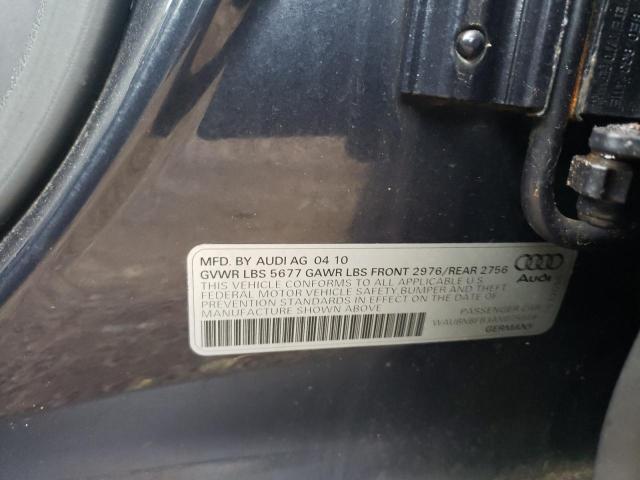 MFD. BY AUDI AG 04 10
GVWR LBS 5677 GAWR LBS FRONT 2976/REAR 2756
THIS VEHICLE CONFORMS TO ALL APPLICABLE
FEDERAL MOTOR VEHICLE SAFETY BUMPER AND THEFT
PREVENTION STANDARDS IN EFFECT ON THE DATE OF
MANUFACTURE SHOWN ABOVE
Audi
PASSENGER CAR
GERMANY